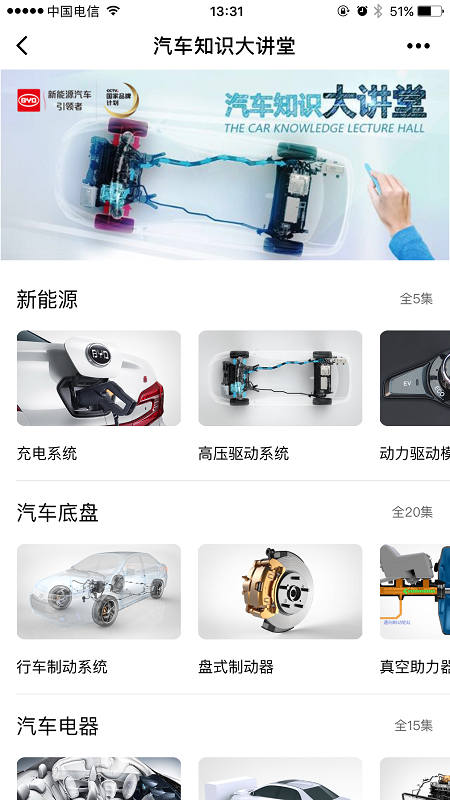 中国电信
13:31
51%
汽车知识大讲堂
BYD
新能源汽车
引领者
CCTV
国家品牌
计划
汽车知识大讲堂
THE CAR KNOWLEDGE LECTURE HALL
新能源
全5集
BYD
EV
充电系统
高压驱动系统
动力驱动模
汽车底盘
全20集
行车制动系统
盘式制动器
真空助力器
汽车电器
全15集